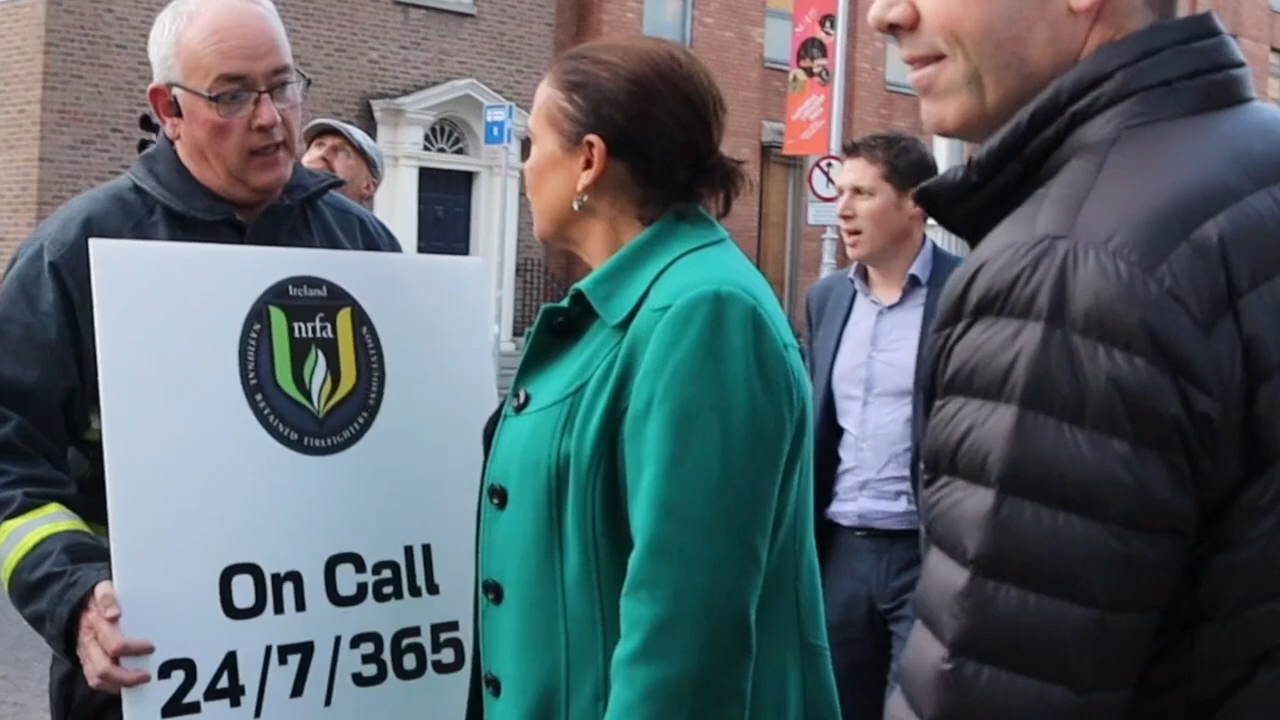 Ireland
nrfa
NATIONAL RETAINED FIREFIGHTERS ASSOCIATION
On Call
24/7/365